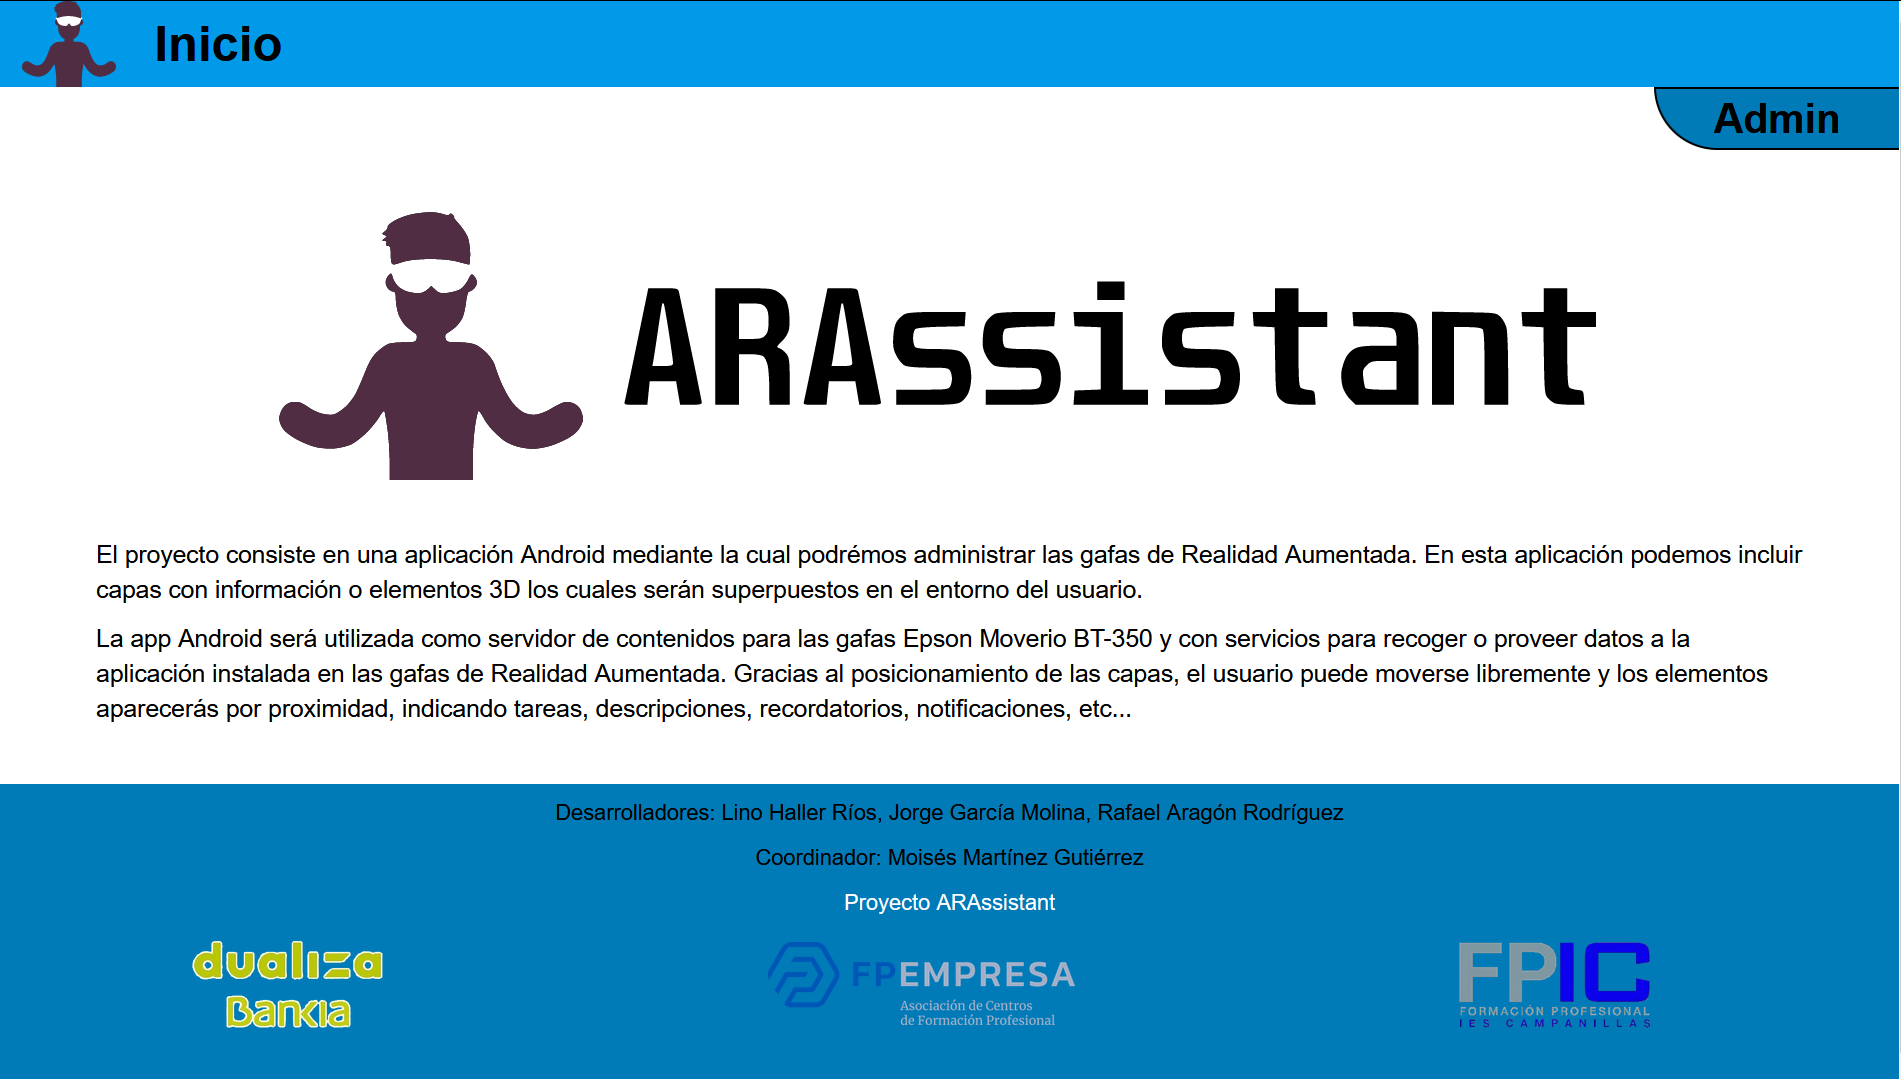 Inicio
Admin
ARAssistant
El proyecto consiste en una aplicación Android mediante la cual podrémos administrar las gafas de Realidad Aumentada. En esta aplicación podemos incluir
capas con información o elementos 3D los cuales serán superpuestos en el entorno del usuario.
La app Android será utilizada como servidor de contenidos para las gafas Epson Moverio BT-350 y con servicios para recoger o proveer datos a la
aplicación instalada en las gafas de Realidad Aumentada. Gracias al posicionamiento de las capas, el usuario puede moverse libremente y los elementos
aparecerás por proximidad, indicando tareas, descripciones, recordatorios, notificaciones, etc...
Desarrolladores: Lino Haller Ríos, Jorge García Molina, Rafael Aragón Rodríguez
Coordinador: Moisés Martínez Gutiérrez
Proyecto ARAssistant
dualiza
Bankia
FPEMPRESA
Asociación de Centros
de Formación Profesional
FPIC
FORMACIÓN PROFESIONAL
IES CAMPANILLAS